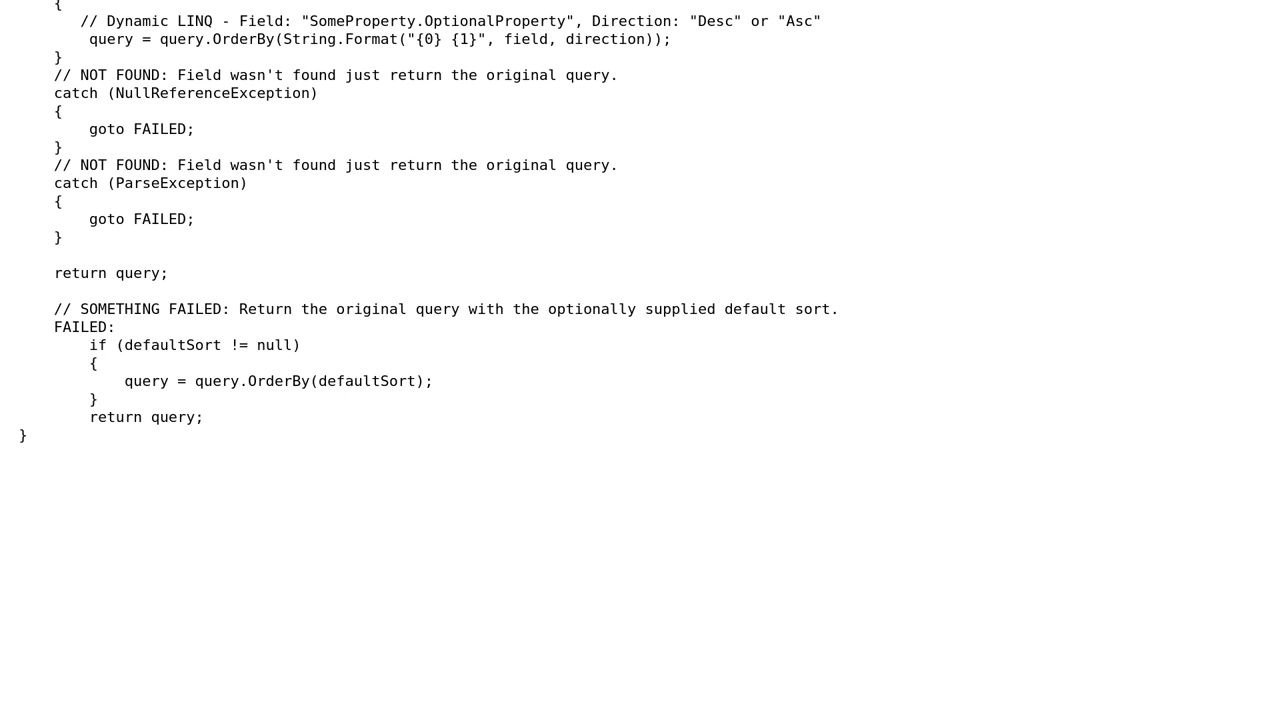 {
// Dynamic LINQ - Field: "SomeProperty.OptionalProperty", Direction: "Desc" or "Asc"
query = query.OrderBy(String.Format("{0} {1}", field, direction));
}
// NOT FOUND: Field wasn't found just return the original query.
catch (NullReferenceException)
{
goto FAILED;
}
// NOT FOUND: Field wasn't found just return the original query.
catch (ParseException)
{
goto FAILED;
}
return query;
// SOMETHING FAILED: Return the original query with the optionally supplied default sort.
FAILED:
if (defaultSort != null)
{
query = query.OrderBy(defaultSort);
}
return query;
}